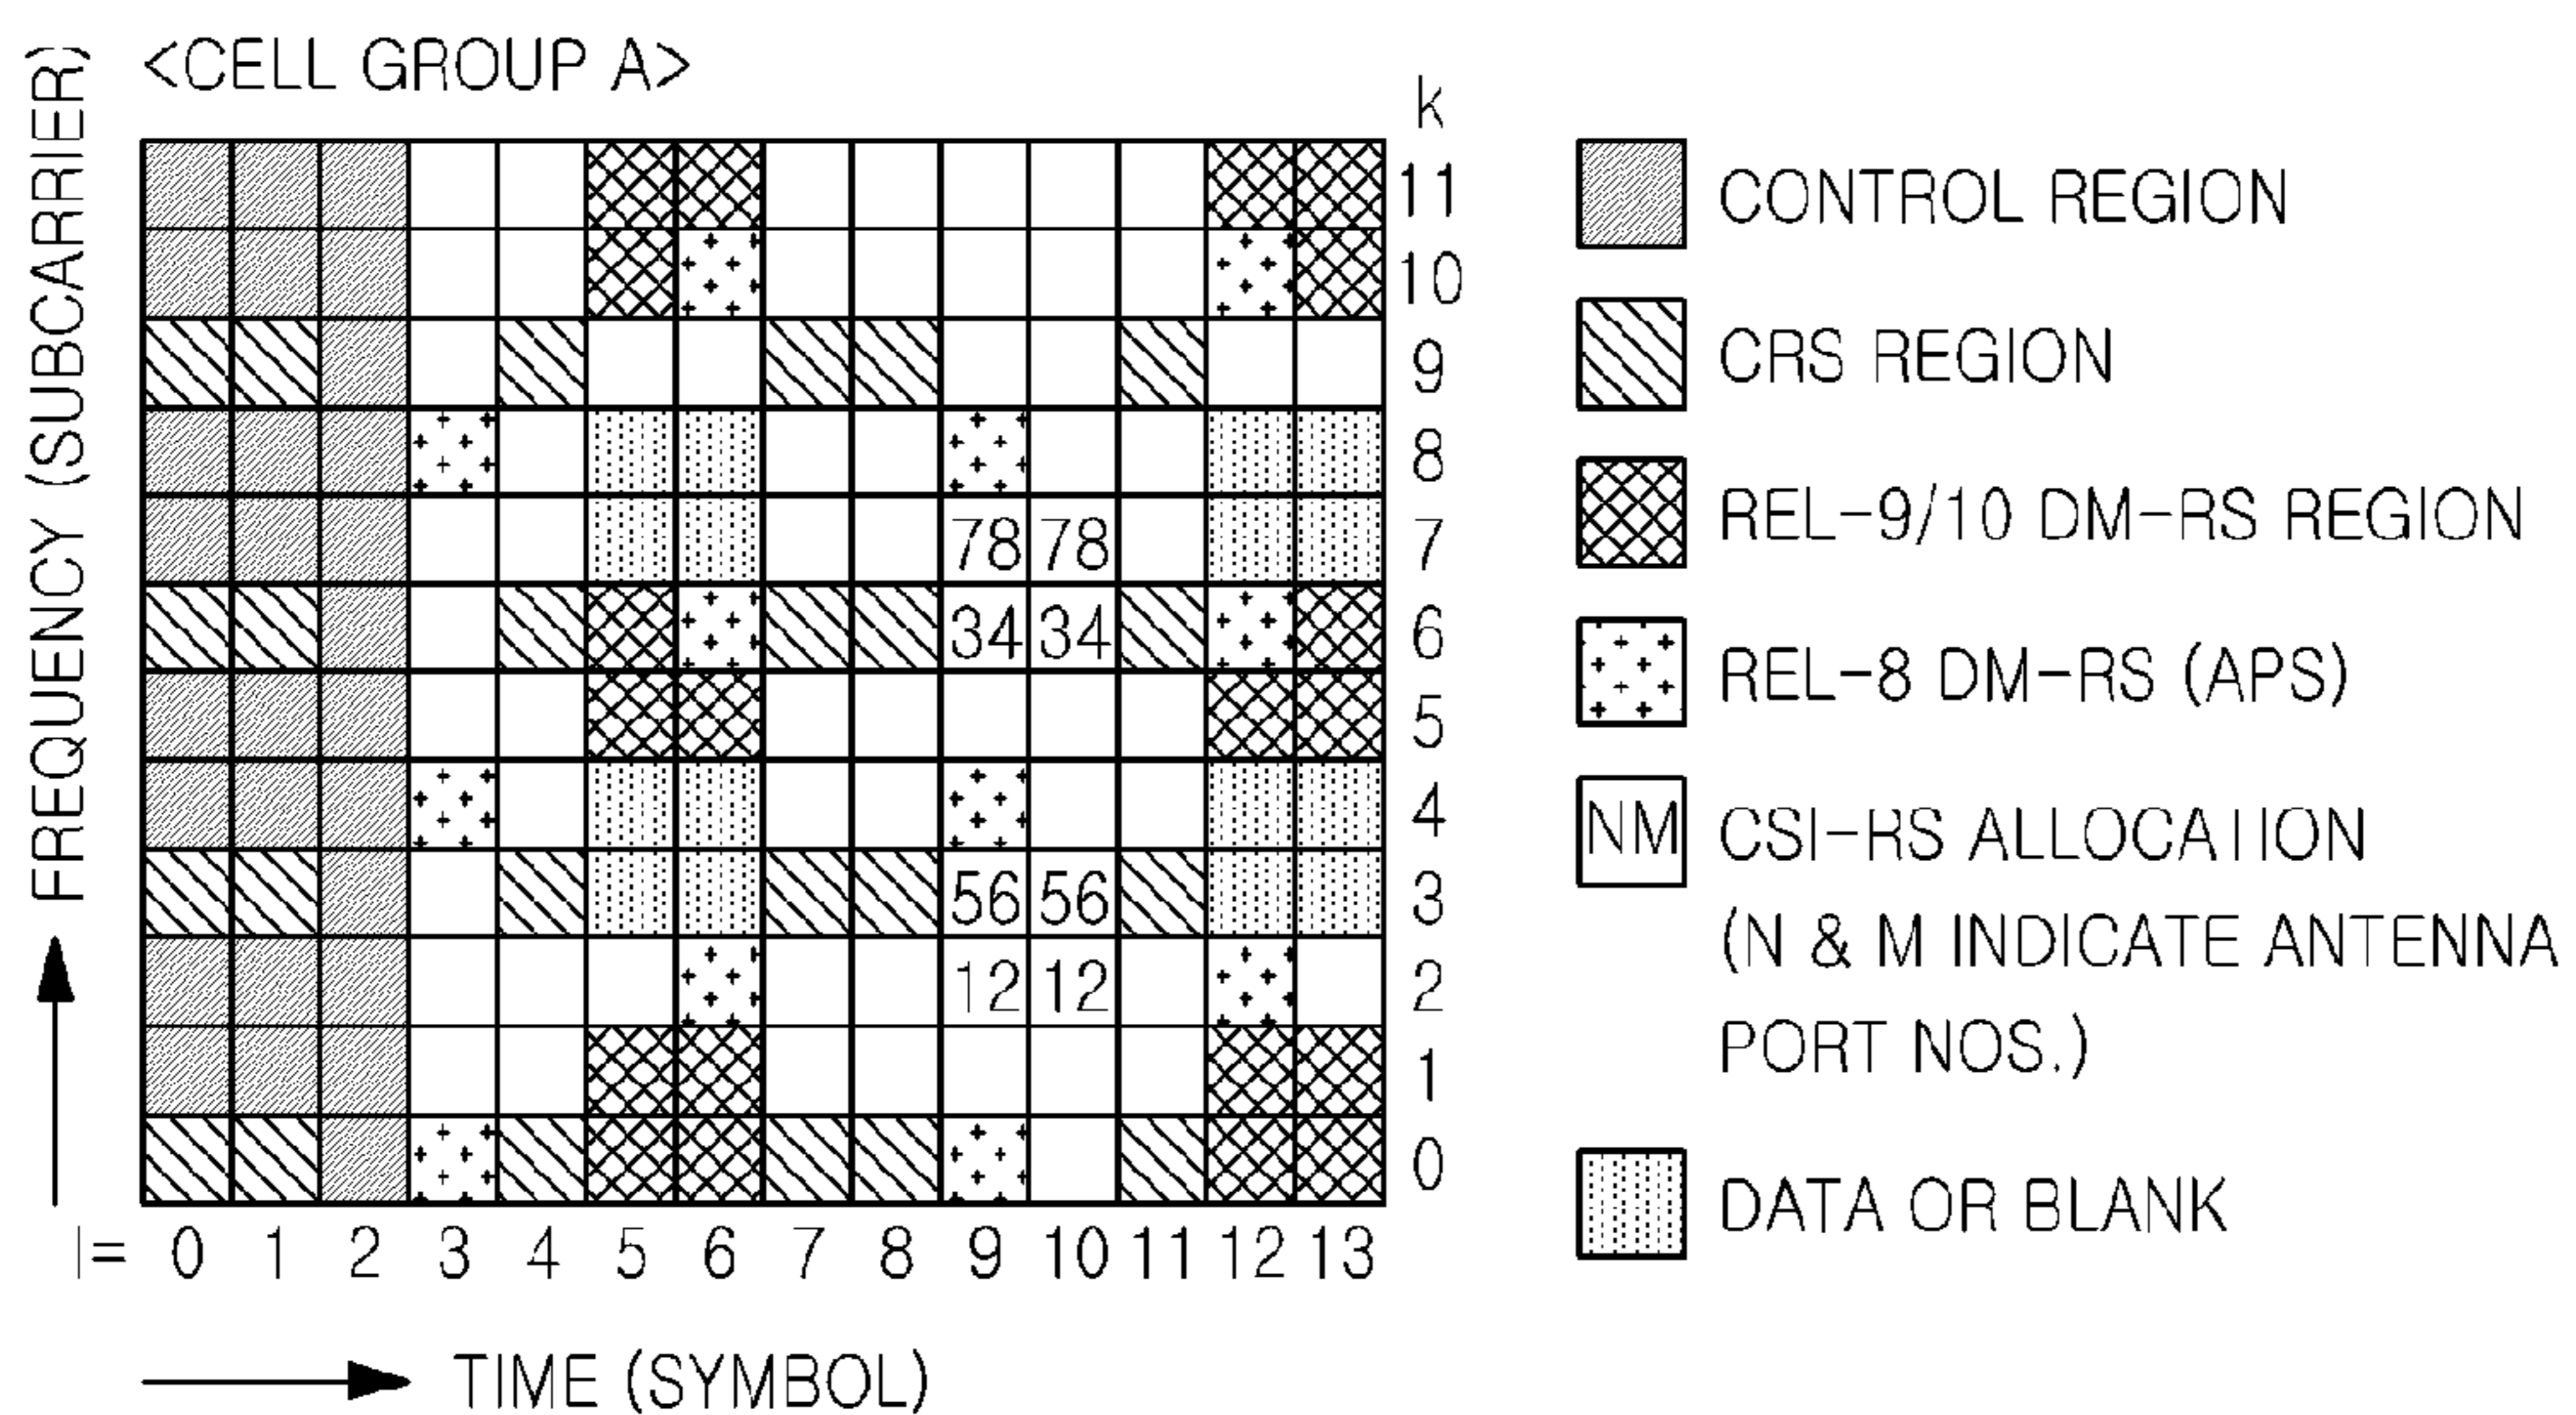 <CELL GROUP A>
FREQUENCY (SUBCARRIER)
k
11
10
9
8
78 78 7
34 34 6
5
4
56 56 3
12 12 2
1
0
l= 0 1 2 3 4 5 6 7 8 9 10 11 12 13
TIME (SYMBOL)
CONTROL REGION
CRS REGION
REL-9/10 DM-RS REGION
REL-8 DM-RS (APS)
NM CSI-RS ALLOCATION
(N & M INDICATE ANTENNA
PORT NOS.)
DATA OR BLANK